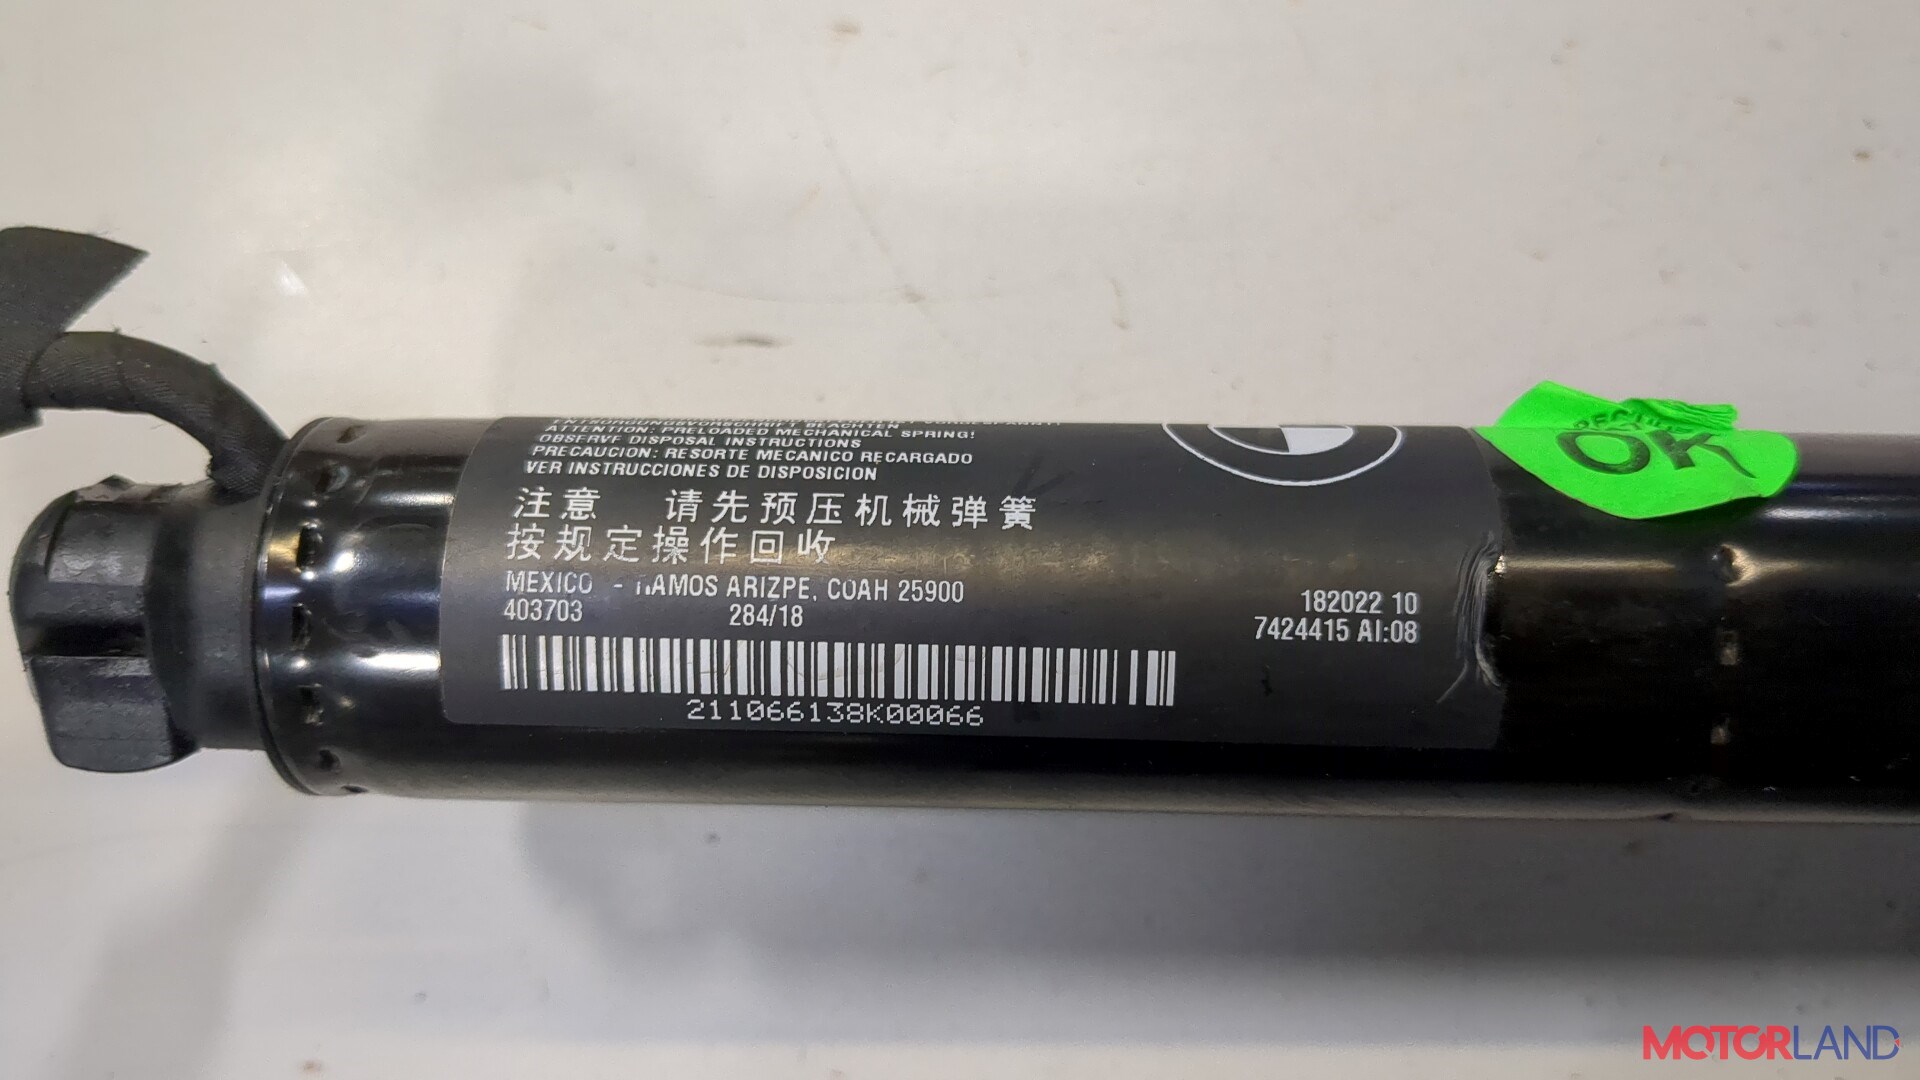 ENTSORGUNGSVORSCHRIFT BEACHTEN
ATTENTION: PRELOADED MECHANICAL SPRING!
OBSERVE DISPOSAL INSTRUCTIONS
PRECAUCION: RESORTE MECANICO RECARGADO
VER INSTRUCCIONES DE DISPOSICION
注意 请先预压机械弹簧
按规定操作回收
MEXICO - RAMOS ARIZPE, COAH 25900
403703 284/18
182022 10
7424415 AI:08
211066138K00066
OK
MOTORLAND